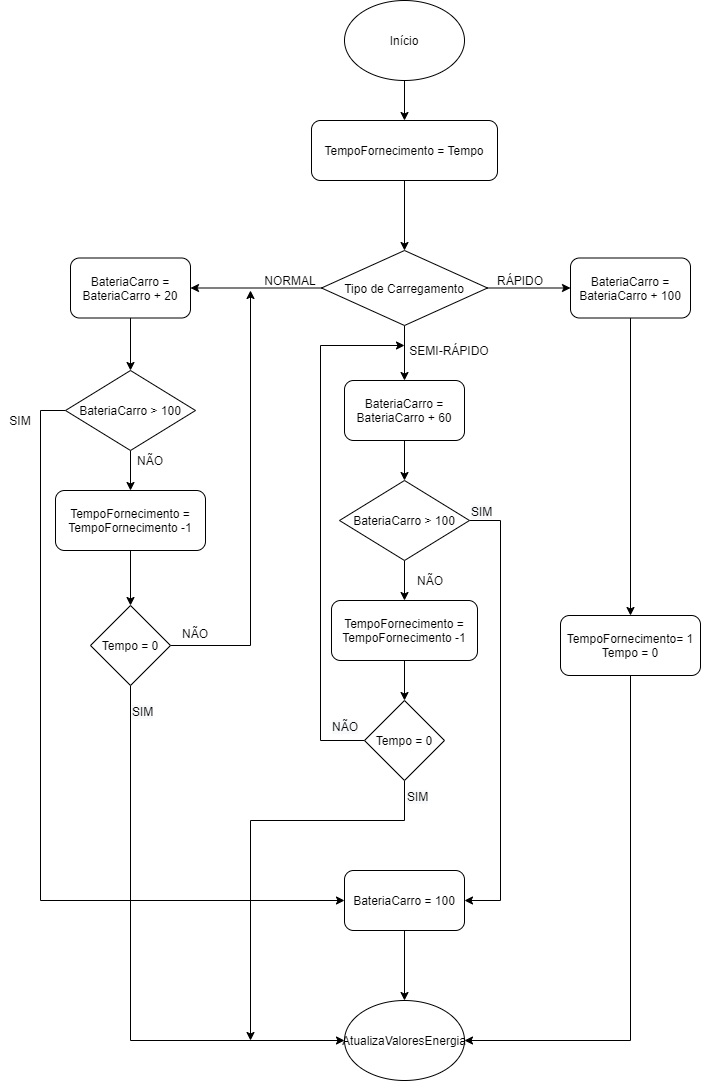 Início
TempoFornecimento = Tempo
Tipo de Carregamento
NORMAL
RÁPIDO
SEMI-RÁPIDO
BateriaCarro =
BateriaCarro + 20
BateriaCarro > 100
SIM
NÃO
TempoFornecimento =
TempoFornecimento -1
Tempo = 0
NÃO
SIM
BateriaCarro =
BateriaCarro + 60
BateriaCarro > 100
SIM
NÃO
TempoFornecimento =
TempoFornecimento -1
Tempo = 0
NÃO
SIM
BateriaCarro =
BateriaCarro + 100
TempoFornecimento= 1
Tempo = 0
BateriaCarro = 100
AtualizaValoresEnergia